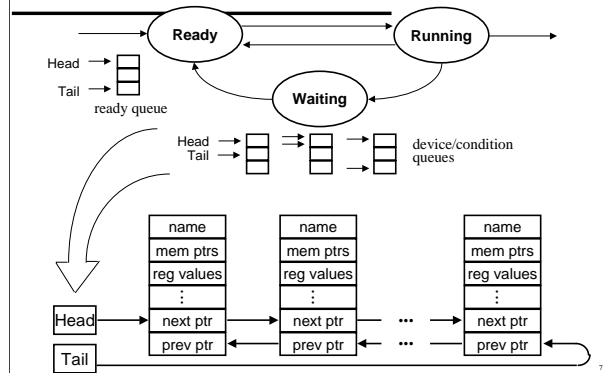 Ready
Running
Waiting
Head
Tail
ready queue
Head
Tail
device/condition
queues
name
name
name
mem ptrs
mem ptrs
mem ptrs
reg values
reg values
reg values
⋮
⋮
⋮
Head
next ptr
next ptr
•••
next ptr
prev ptr
prev ptr
•••
prev ptr
Tail
7